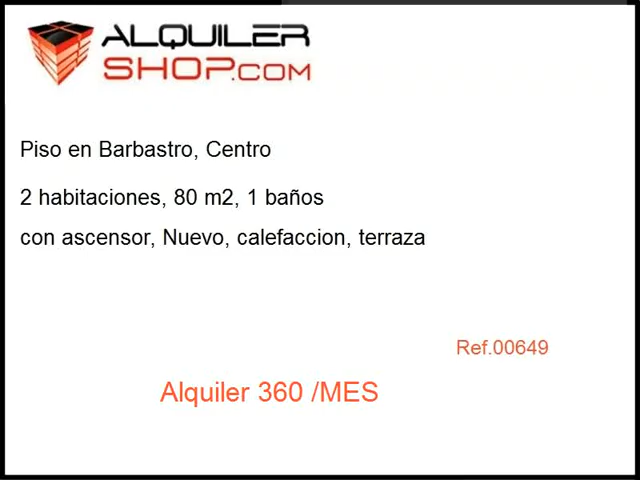 ALQUILER
SHOP.COM
Piso en Barbastro, Centro
2 habitaciones, 80 m2, 1 baños
con ascensor, Nuevo, calefaccion, terraza
Ref.00649
Alquiler 360 /MES